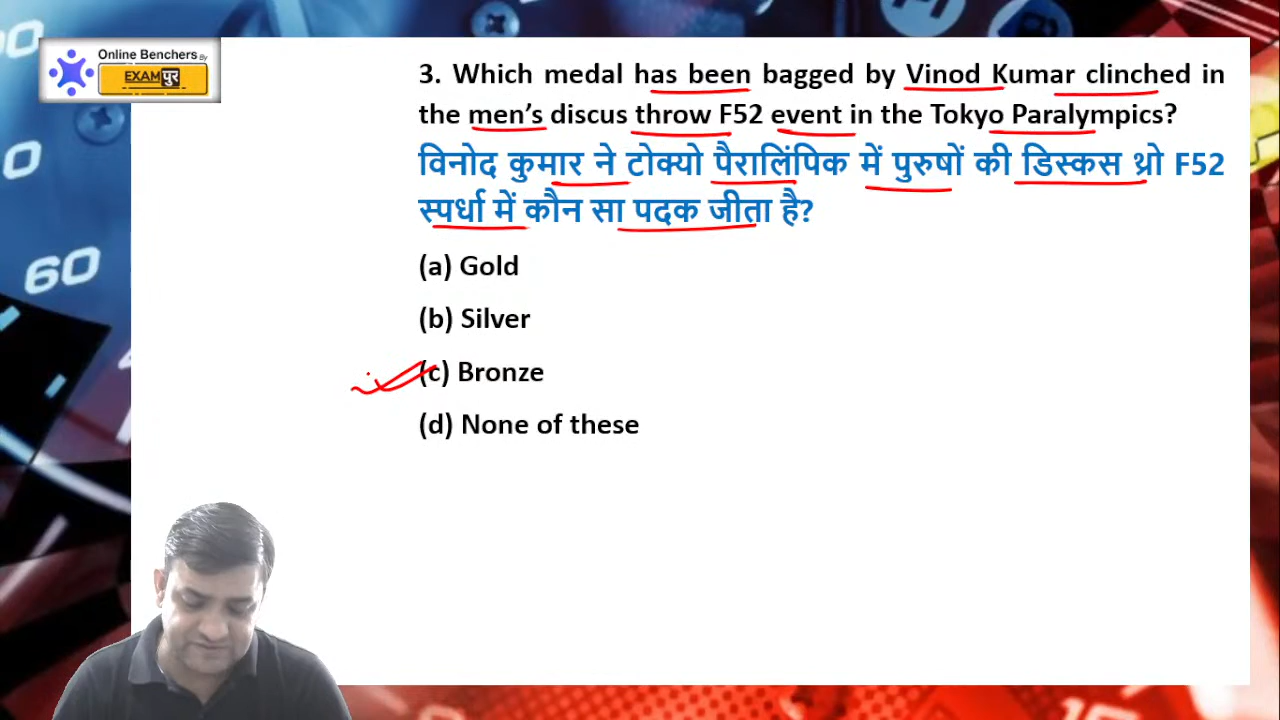 Online Benchers By
EXAMपुर
3. Which medal has been bagged by Vinod Kumar clinched in
the men’s discus throw F52 event in the Tokyo Paralympics?
विनोद कुमार ने टोक्यो पैरालिंपिक में पुरुषों की डिस्कस थ्रो F52
स्पर्धा में कौन सा पदक जीता है?
(a) Gold
(b) Silver
(c) Bronze
(d) None of these
60